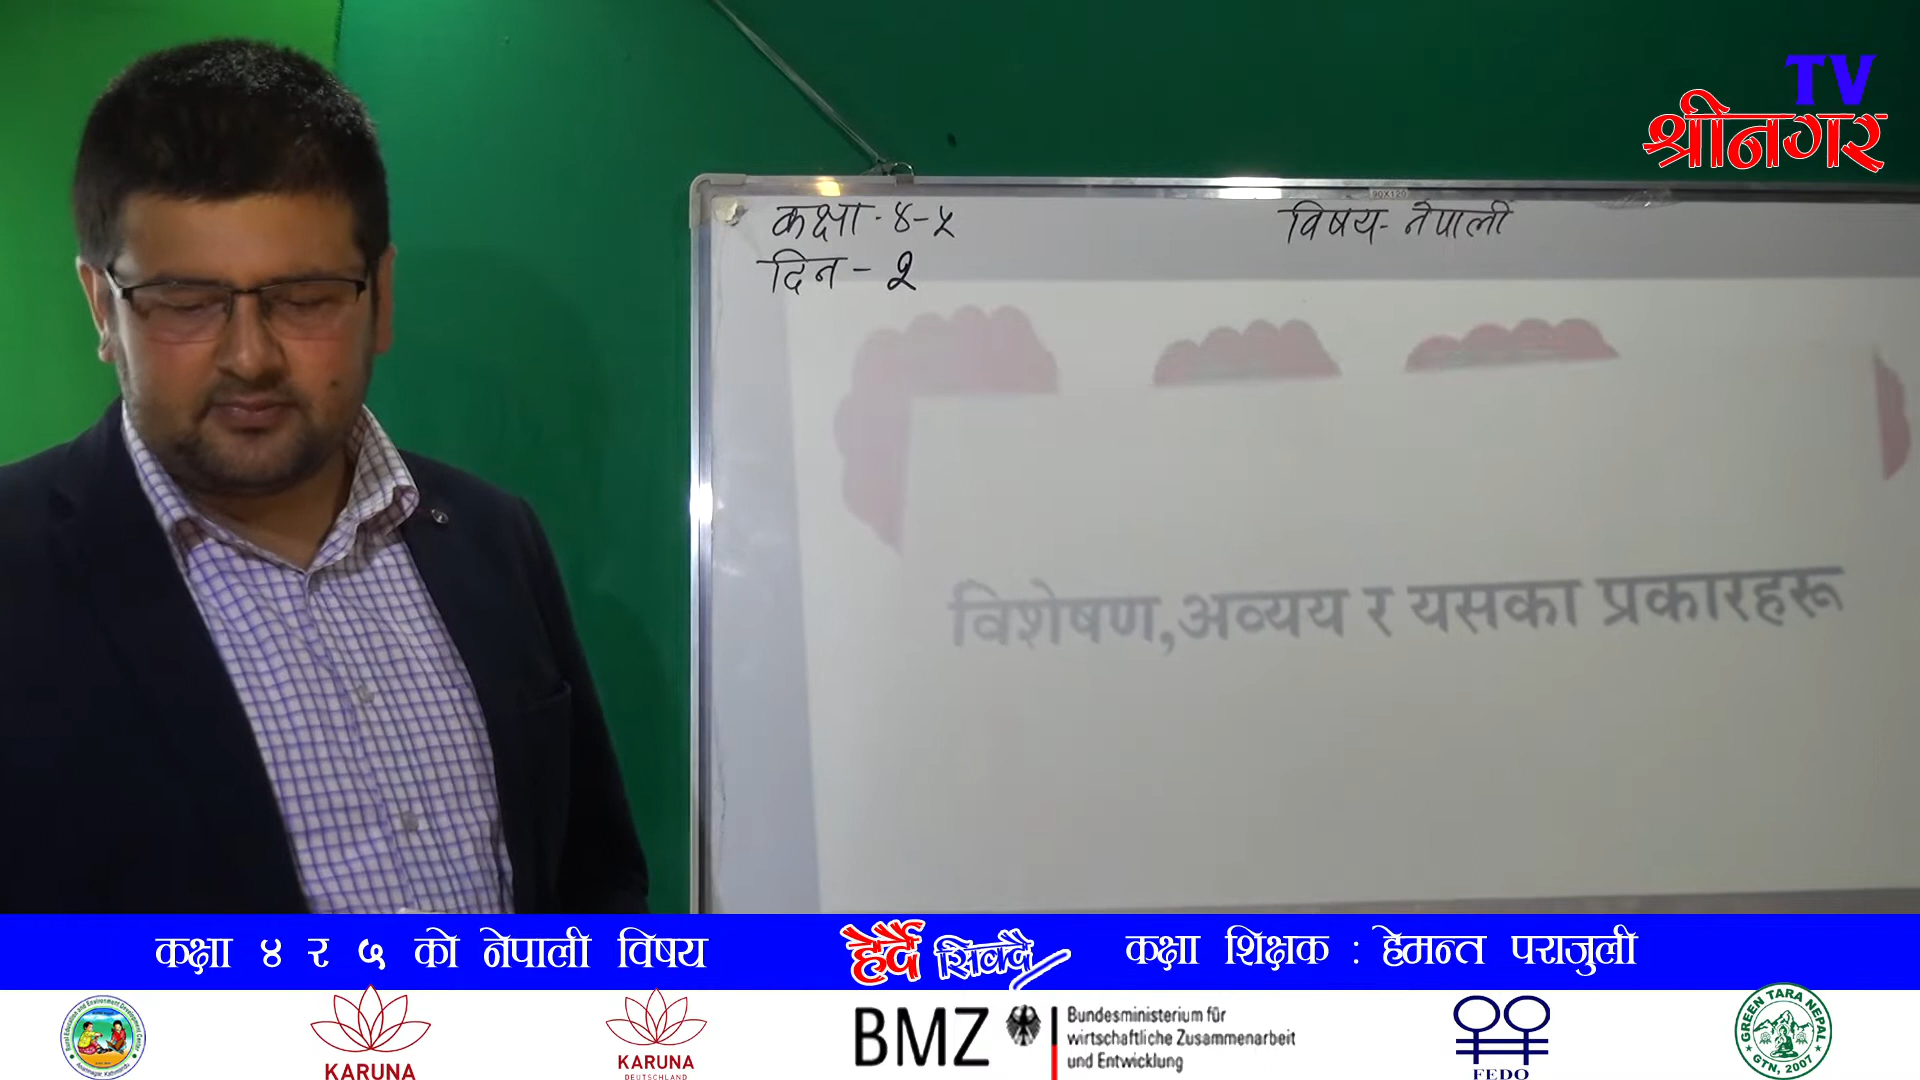 TV
श्रीनगर
90X120
कक्षा - ४-५
विषय - नेपाली
दिन - २
विशेषण,अव्यय र यसका प्रकारहरू
कक्षा ४ र ५ को नेपाली विषय
हेर्दै सिक्दै
कक्षा शिक्षक : हेमन्त पराजुली
KARUNA
KARUNA
DEUTSCHLAND
BMZ
Bundesministerium für
wirtschaftliche Zusammenarbeit
und Entwicklung
FEDO
GREEN TARA NEPAL
GTN, 2007